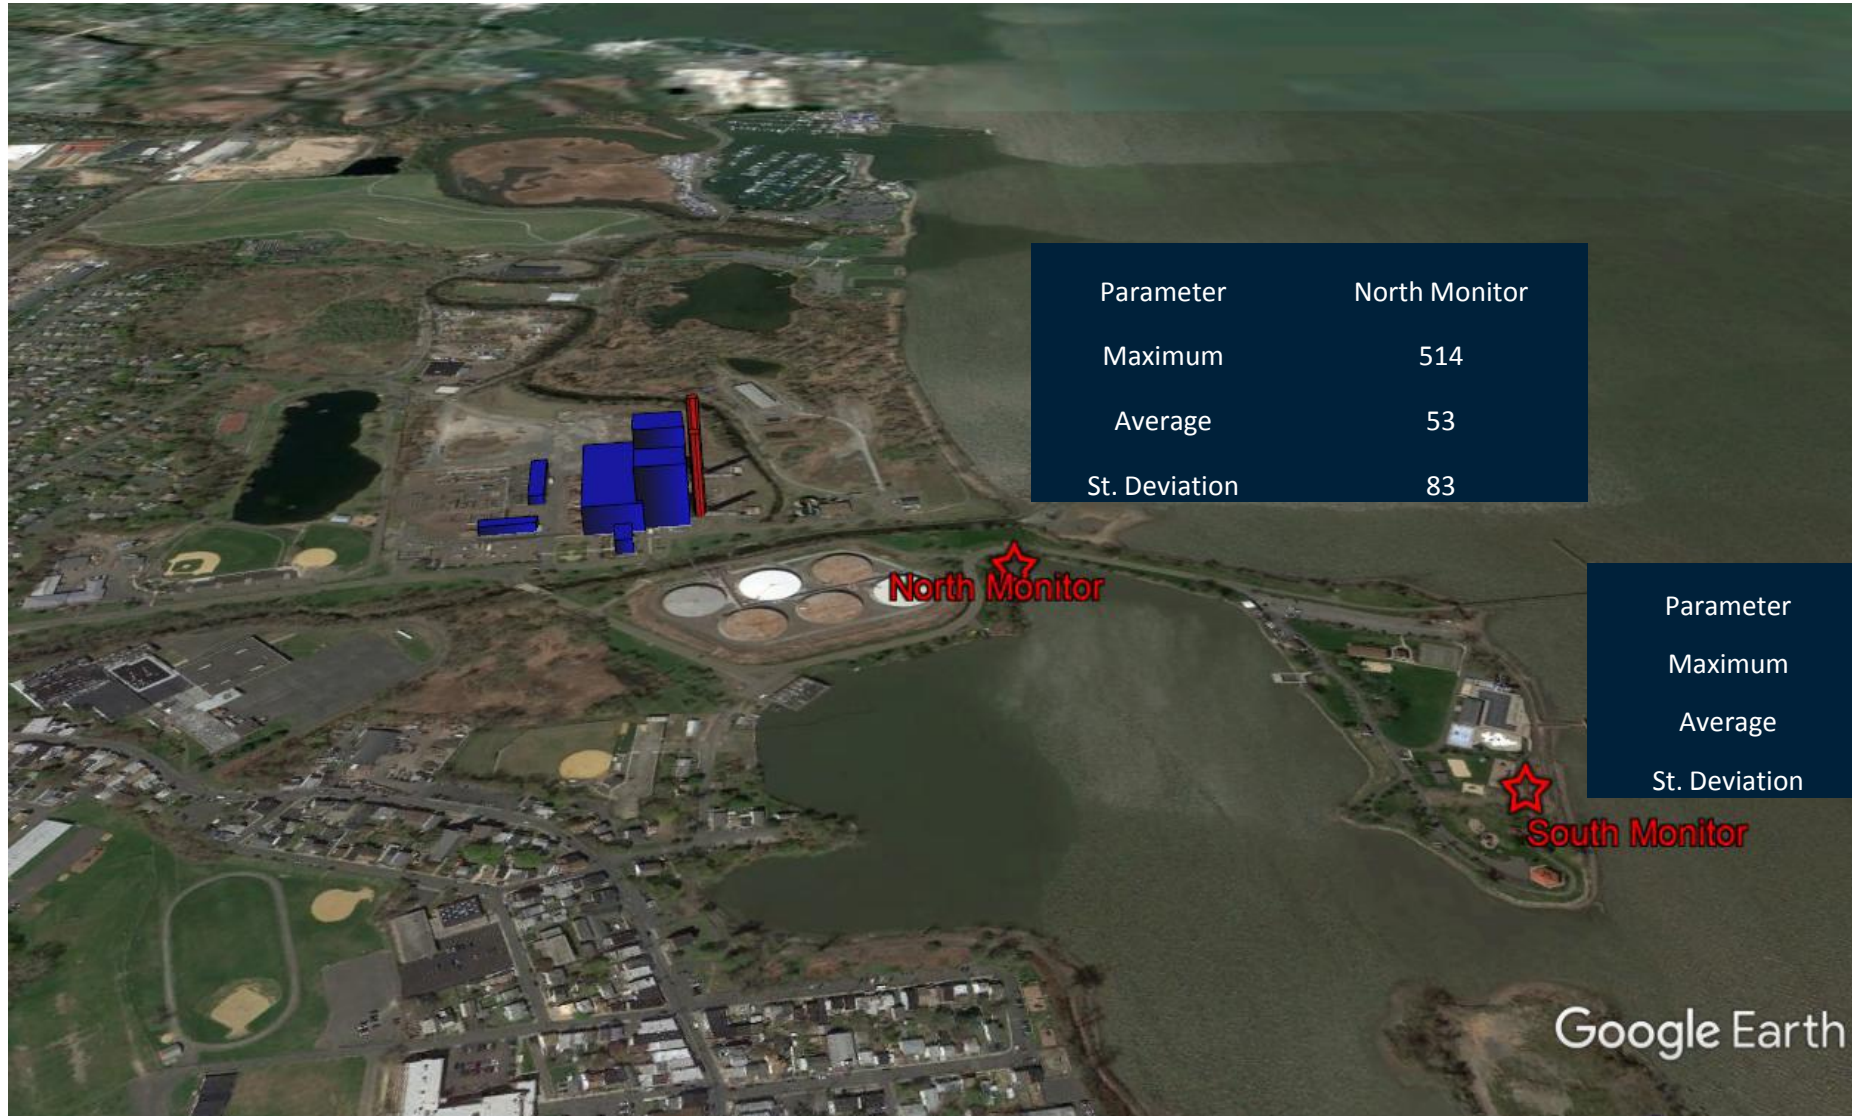 Parameter North Monitor
Maximum 514
Average 53
St. Deviation 83
North Monitor
Parameter
Maximum
Average
St. Deviation
South Monitor
Google Earth